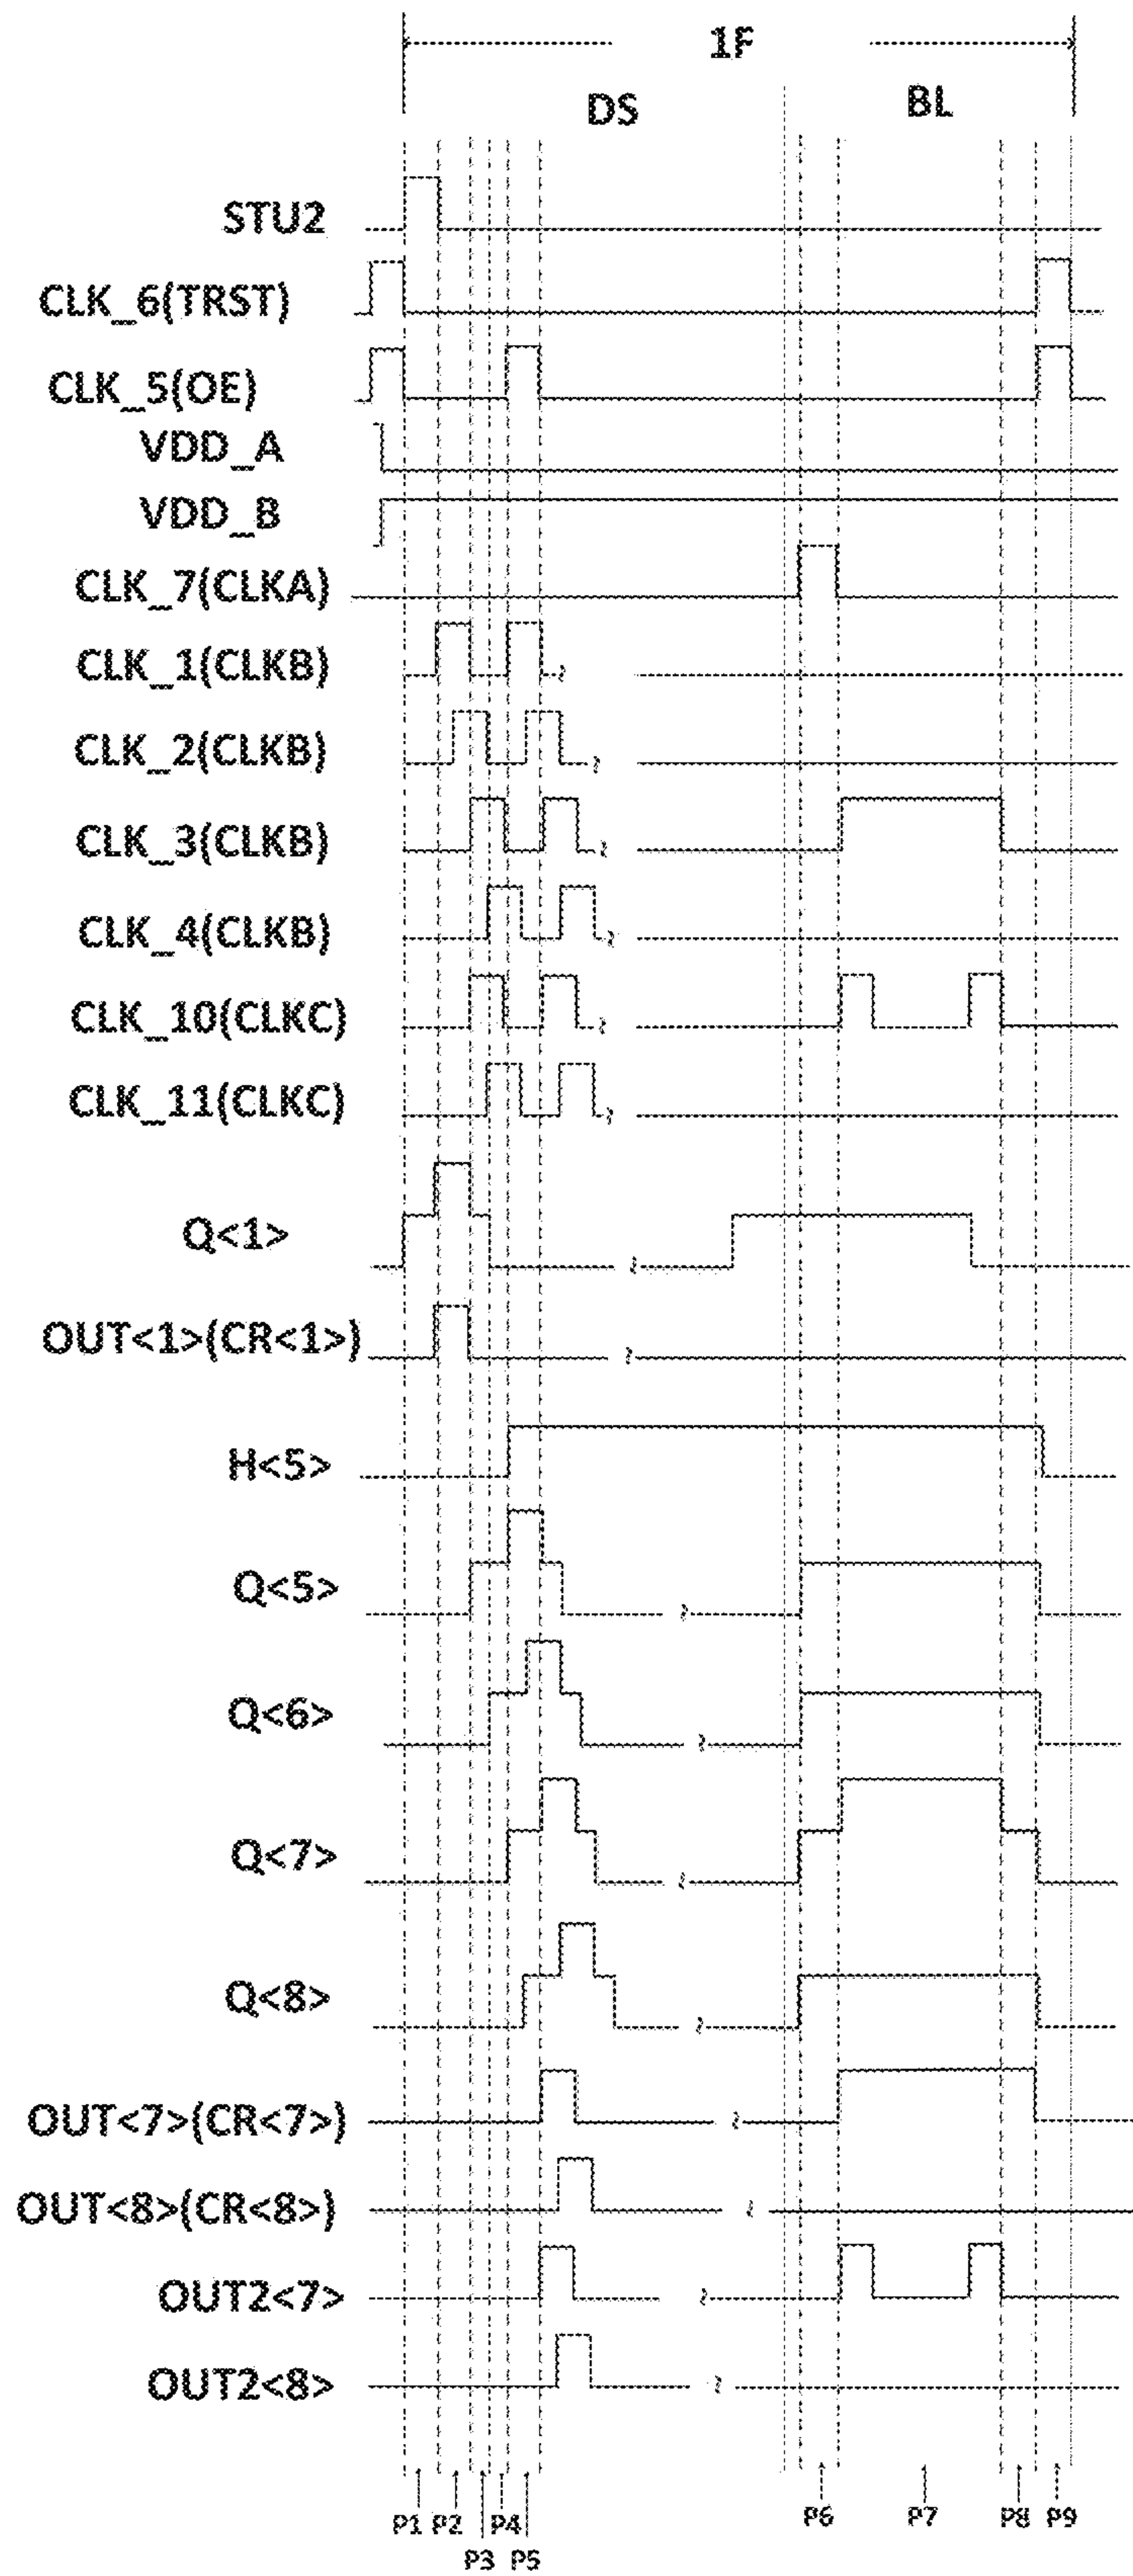 1F
DS
BL
STU2
CLK_6(TRST)
CLK_5(OE)
VDD_A
VDD_B
CLK_7(CLKA)
CLK_1(CLKB)
CLK_2(CLKB)
CLK_3(CLKB)
CLK_4(CLKB)
CLK_10(CLKC)
CLK_11(CLKC)
Q<1>
OUT<1>(CR<1>)
H<5>
Q<5>
Q<6>
Q<7>
Q<8>
OUT<7>(CR<7>)
OUT<8>(CR<8>)
OUT2<7>
OUT2<8>
P1 P2 P4 P6 P7 P8 P9
P3 P5